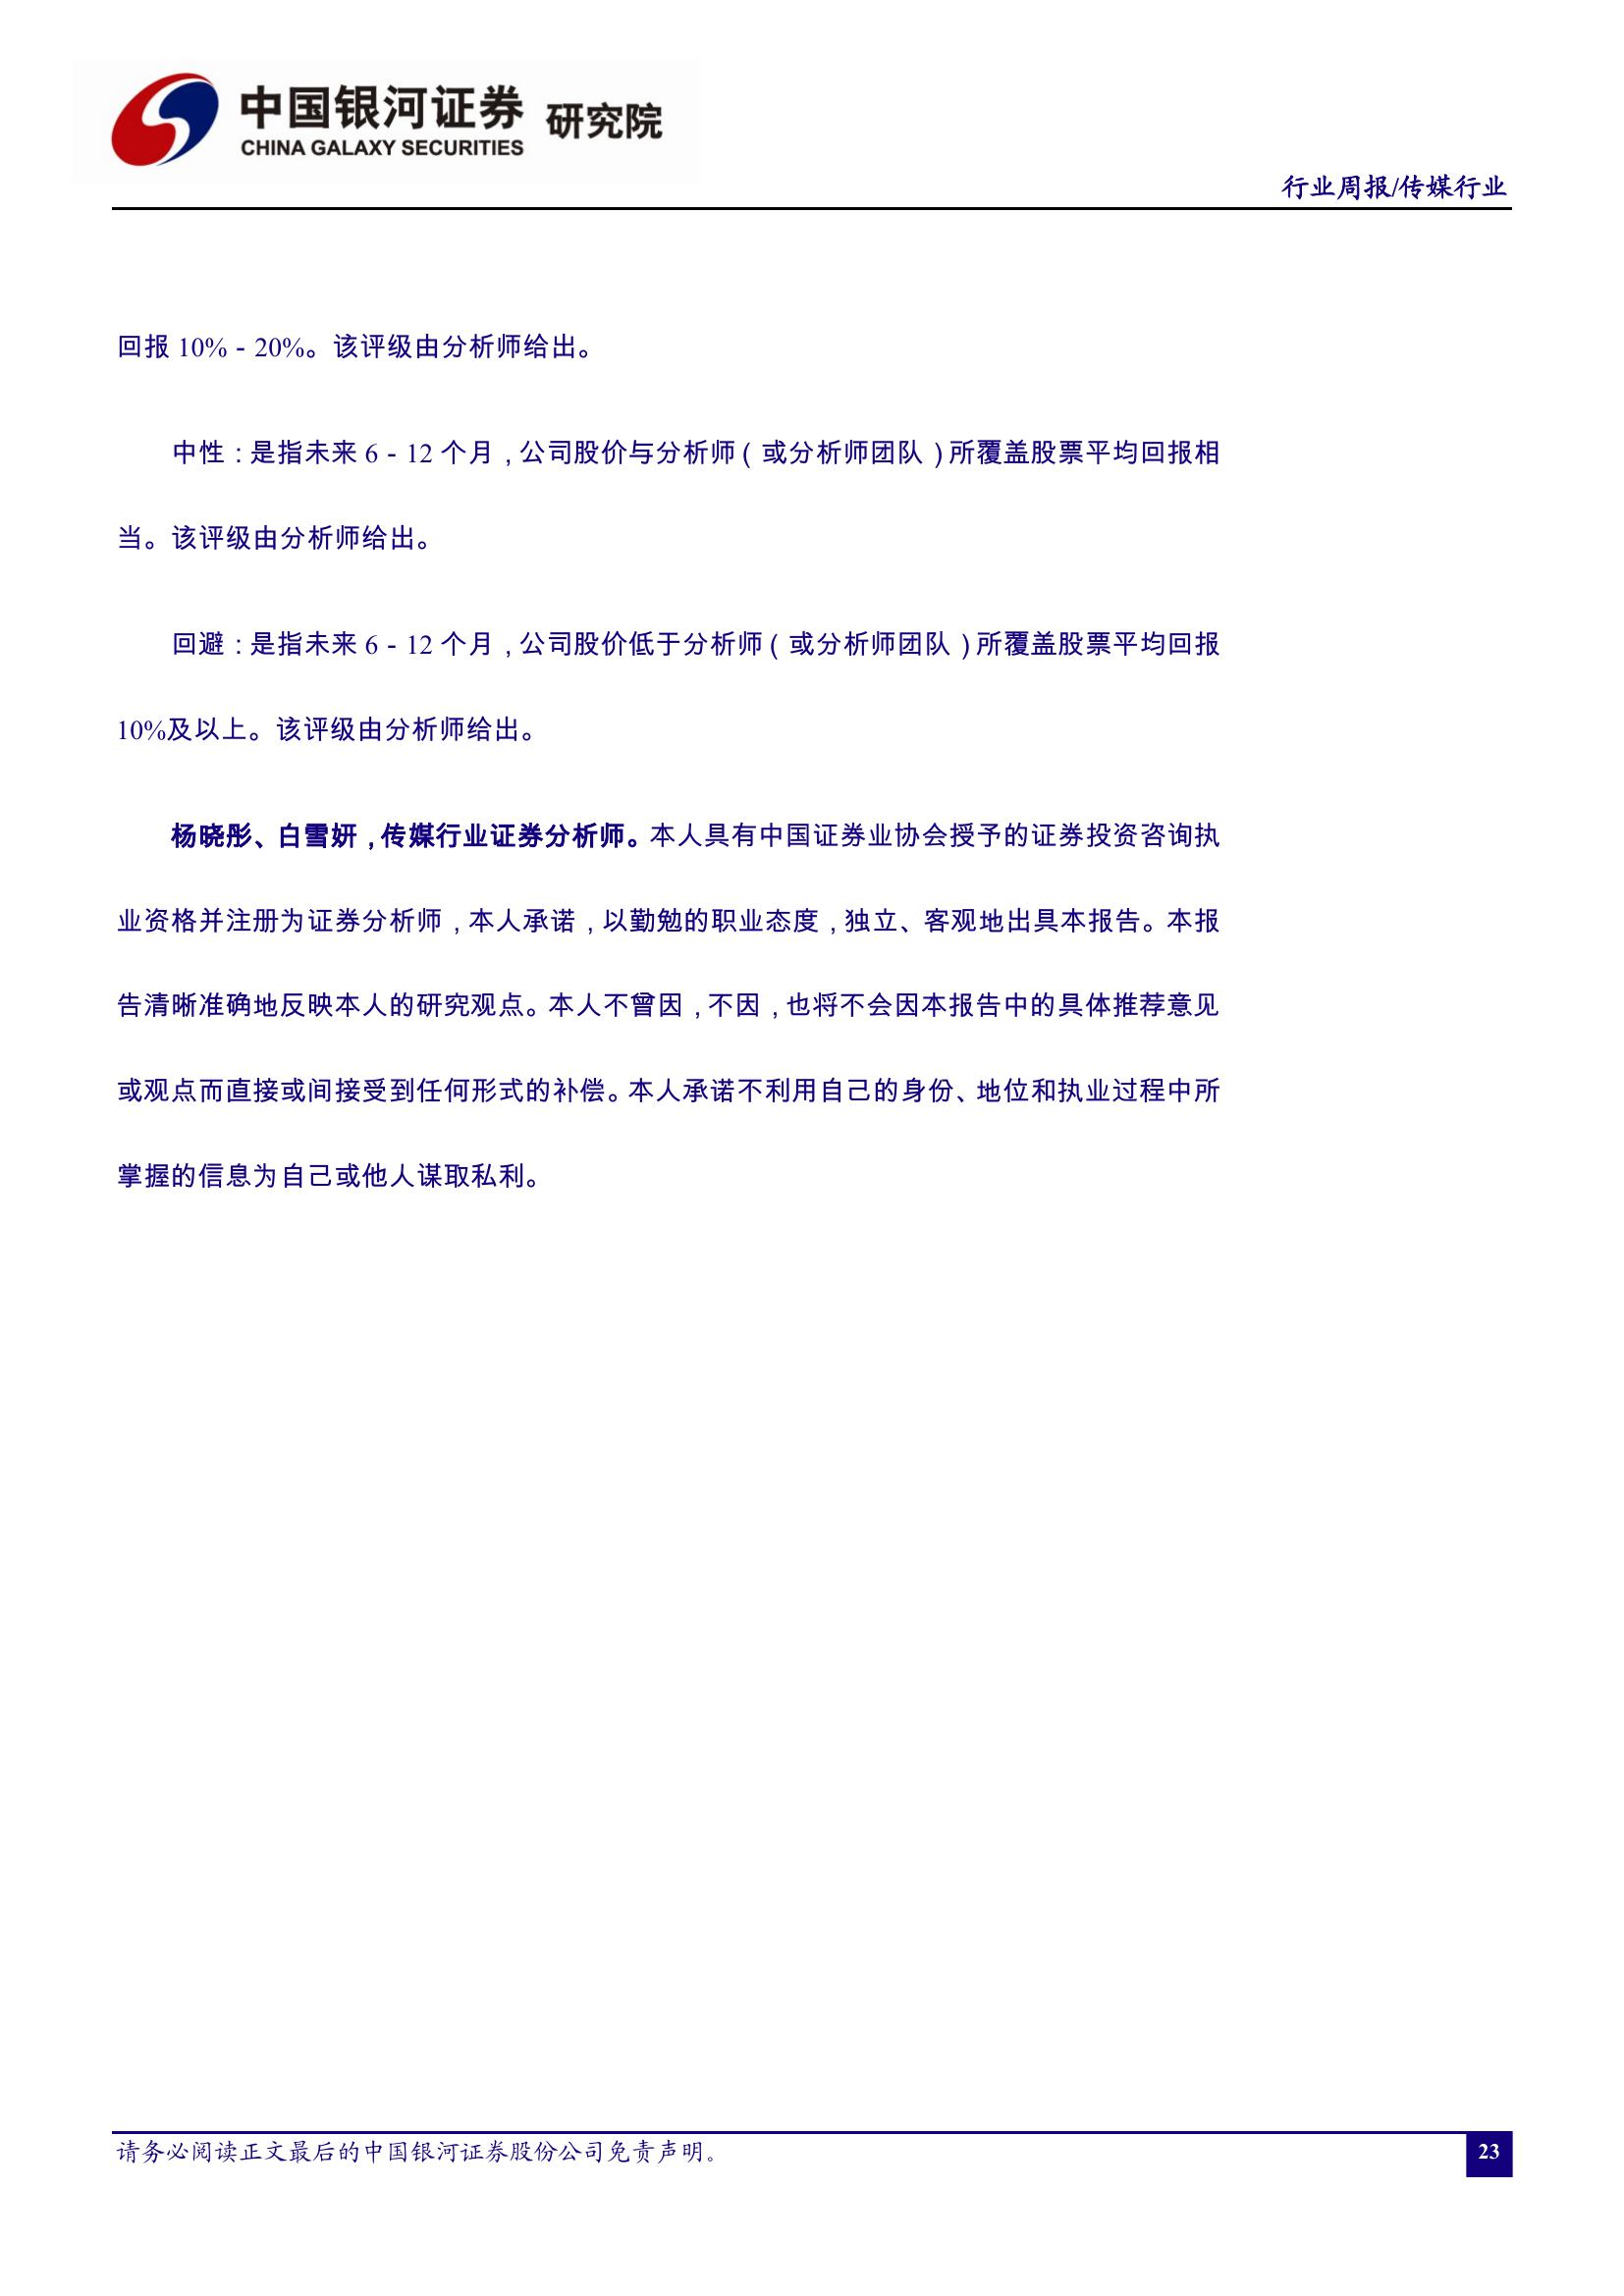 中国银河证券 研究院
CHINA GALAXY SECURITIES
行业周报/传媒行业
回报 10%－20%。该评级由分析师给出。
中性：是指未来 6－12 个月，公司股价与分析师（或分析师团队）所覆盖股票平均回报相
当。该评级由分析师给出。
回避：是指未来 6－12 个月，公司股价低于分析师（或分析师团队）所覆盖股票平均回报
10%及以上。该评级由分析师给出。
杨晓彤、白雪妍，传媒行业证券分析师。本人具有中国证券业协会授予的证券投资咨询执
业资格并注册为证券分析师，本人承诺，以勤勉的职业态度，独立、客观地出具本报告。本报
告清晰准确地反映本人的研究观点。本人不曾因，不因，也将不会因本报告中的具体推荐意见
或观点而直接或间接受到任何形式的补偿。本人承诺不利用自己的身份、地位和执业过程中所
掌握的信息为自己或他人谋取私利。
请务必阅读正文最后的中国银河证券股份公司免责声明。
23